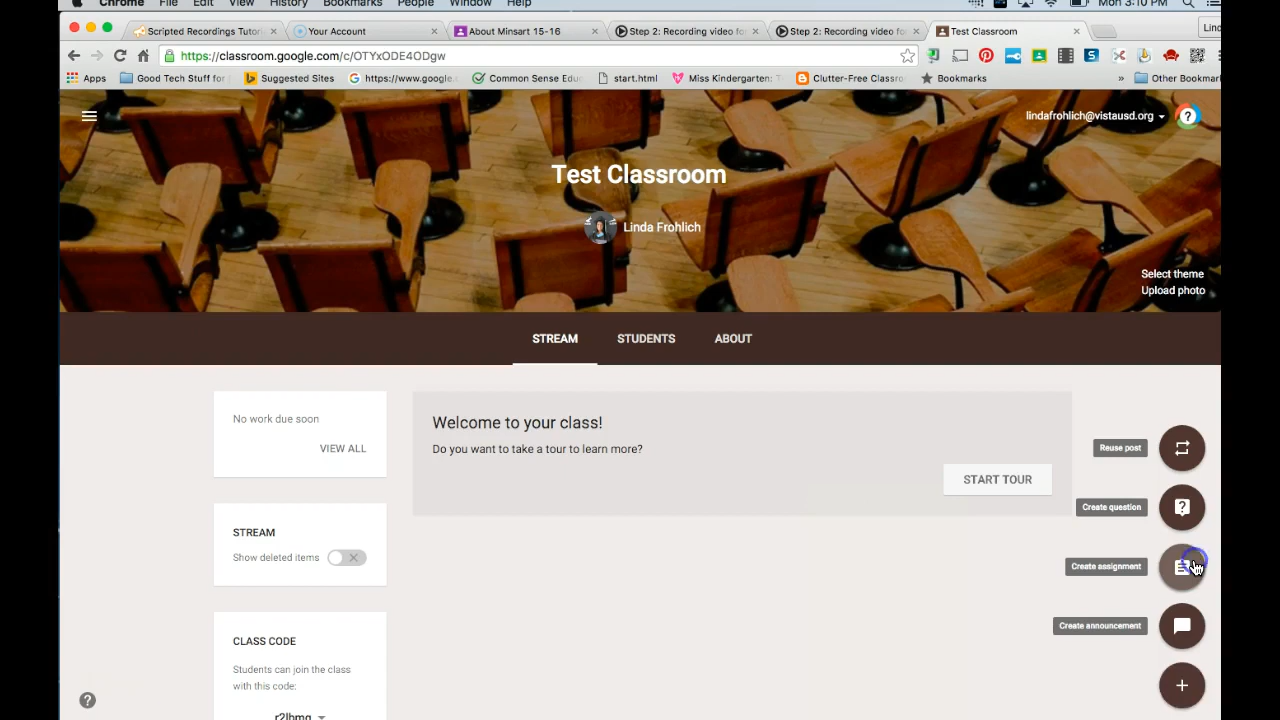 Chrome File Edit View History Bookmarks People Window Help Mon 3:10 PM
Scripted Recordings Tutori Your Account About Minsart 15-16 Step 2: Recording video fo Step 2: Recording video fo Test Classroom
https://classroom.google.com/c/OTYxODE4ODgw
Apps Good Tech Stuff for Suggested Sites https://www.google. Common Sense Edu start.html Miss Kindergarten: Clutter-Free Classro Bookmarks » Other Bookmar
lindafrohlich@vistausd.org
Test Classroom
Linda Frohlich
Select theme
Upload photo
STREAM STUDENTS ABOUT
No work due soon
VIEW ALL
Welcome to your class!
Do you want to take a tour to learn more?
START TOUR
Reuse post
Create question
Create assignment
Create announcement
STREAM
Show deleted items
CLASS CODE
Students can join the class
with this code: